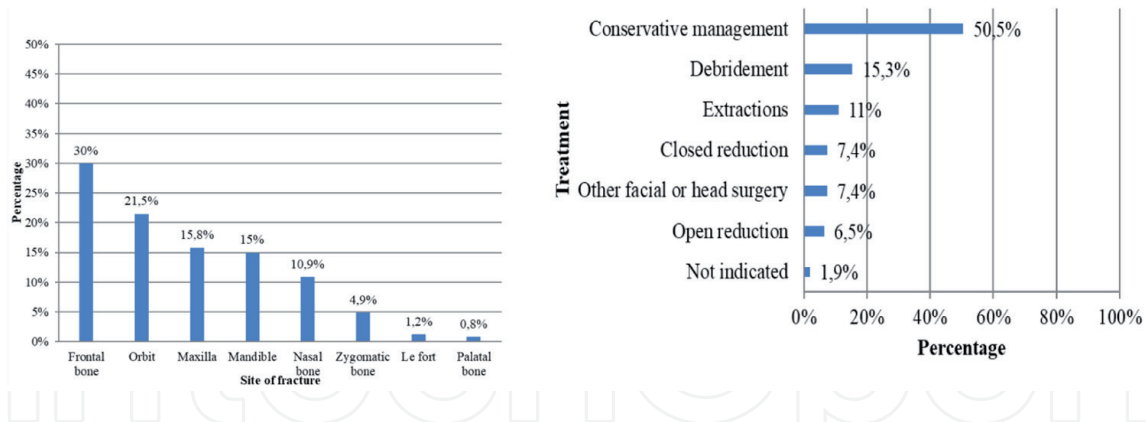 50%
45%
40%
35%
30%
25%
20%
15%
10%
5%
0%
Percentage
30%
21,5%
15,8%
15%
10,9%
4,9%
1,2%
0,8%
Frontal bone
Orbit
Maxilla
Mandible
Nasal bone
Zygomatic bone
Le fort
Palatal bone
Site of fracture
Treatment
Conservative management 50,5%
Debridement 15,3%
Extractions 11%
Closed reduction 7,4%
Other facial or head surgery 7,4%
Open reduction 6,5%
Not indicated 1,9%
0% 20% 40% 60% 80% 100%
Percentage